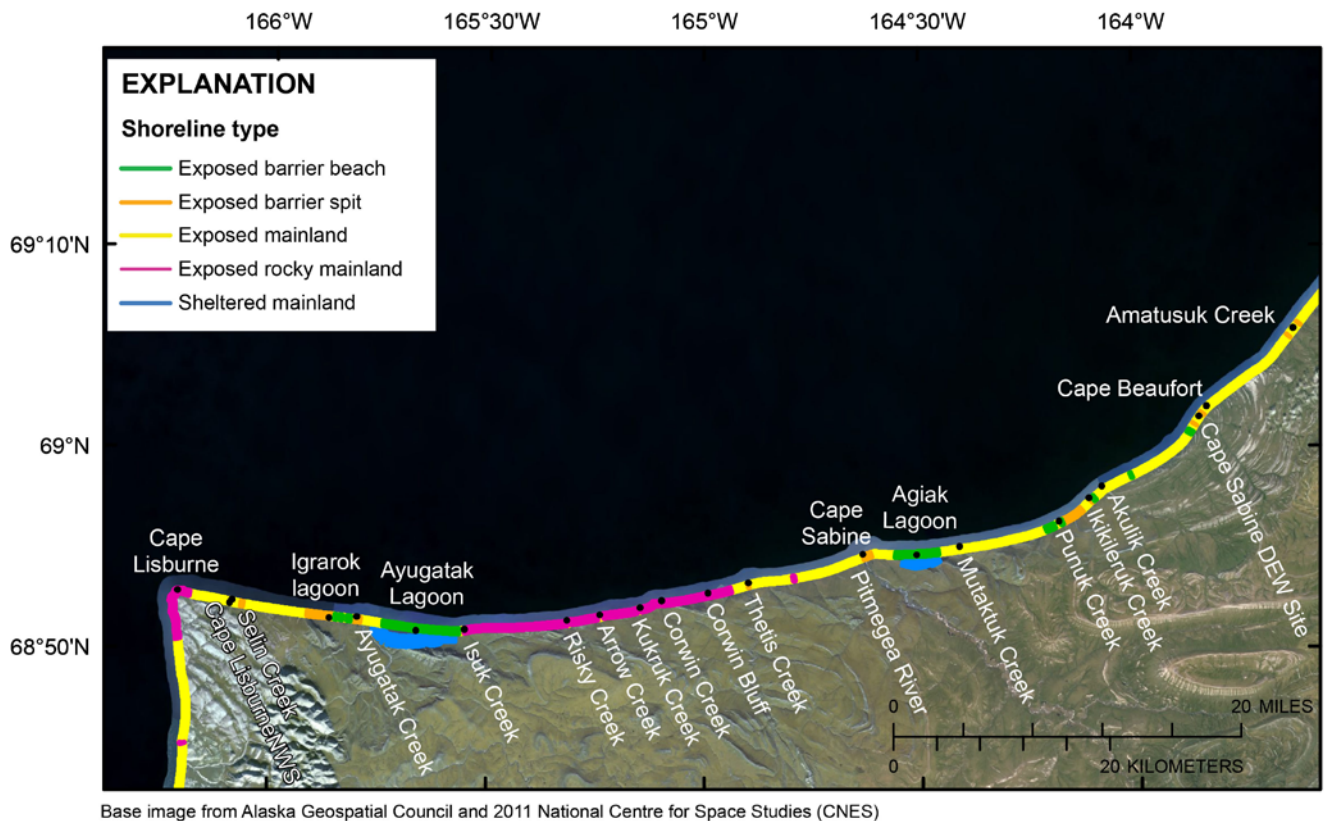 166°W
165°30'W
165°W
164°30'W
164°W
EXPLANATION
Shoreline type
Exposed barrier beach
Exposed barrier spit
Exposed mainland
Exposed rocky mainland
Sheltered mainland
69°10'N
69°N
68°50'N
Amatusuk Creek
Cape Beaufort
Cape Sabine DEW Site
Akulik Creek
Ikikileruk Creek
Punuk Creek
Mutaktuk Creek
Agiak
Lagoon
Cape
Sabine
Pitmegea River
Thetis Creek
Corwin Bluff
Corwin Creek
Kukruk Creek
Arrow Creek
Risky Creek
Isuk Creek
Ayugatak
Lagoon
Ayugatak Creek
Igrarok
lagoon
Selin Creek
Cape LisburneNWS
Cape
Lisburne
0
20 MILES
0
20 KILOMETERS
Base image from Alaska Geospatial Council and 2011 National Centre for Space Studies (CNES)